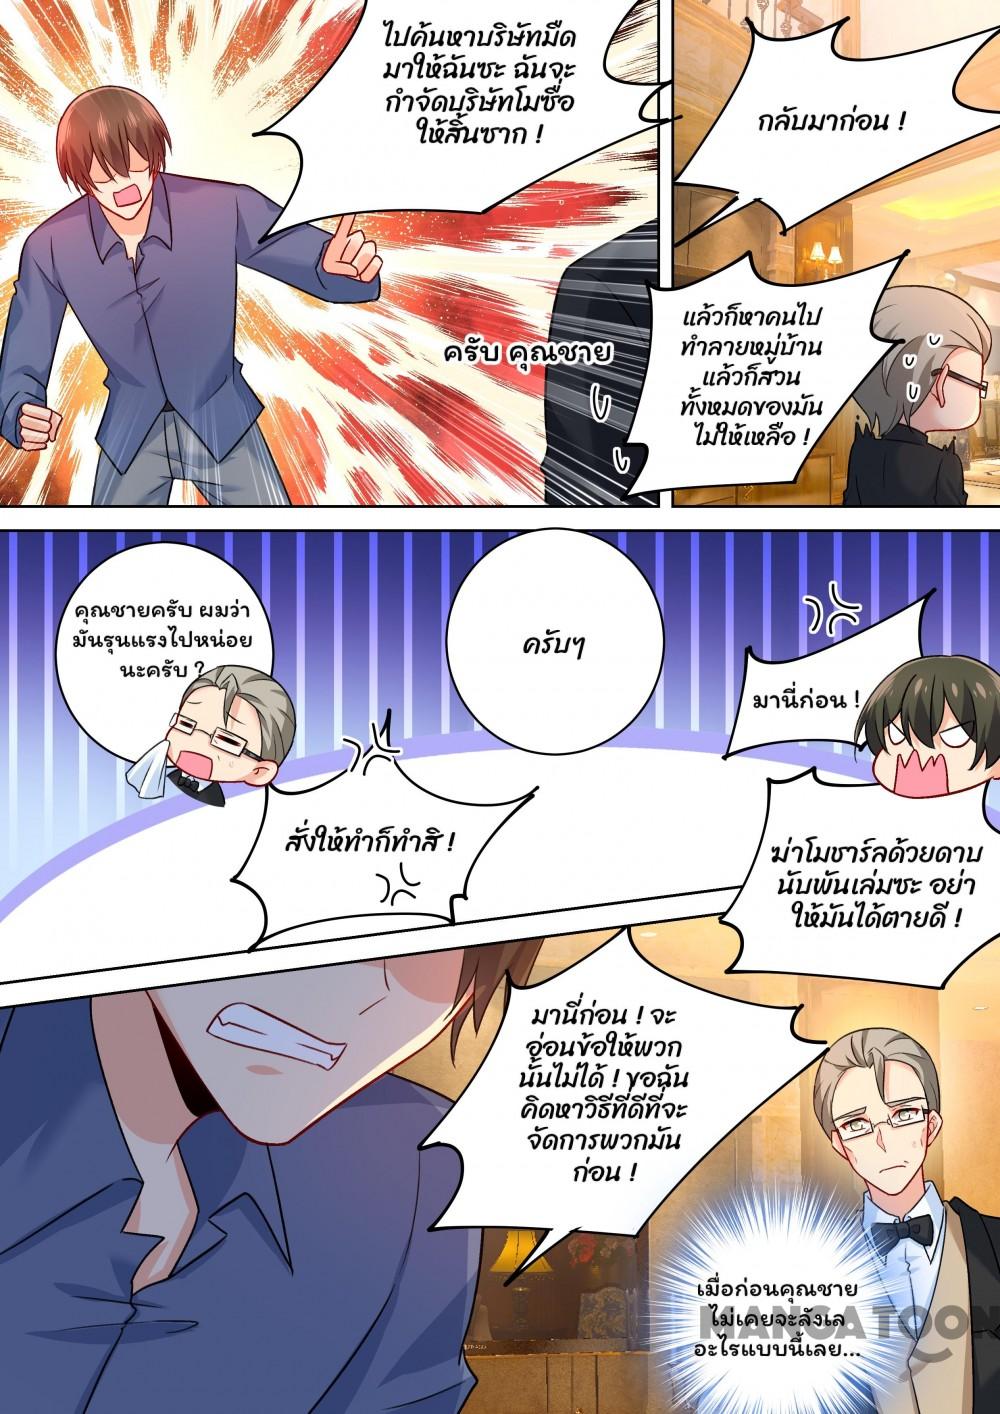 ไปค้นหาบริษัทมืด
มาให้ฉันซะ ฉันจะ
กำจัดบริษัทโมซื่อ
ให้สิ้นซาก !
ครับ คุณชาย
กลับมาก่อน !
แล้วก็หาคนไป
ทำลายหมู่บ้าน
แล้วก็สวน
ทั้งหมดของมัน
ไม่ให้เหลือ !
คุณชายครับ ผมว่า
มันรุนแรงไปหน่อย
นะครับ ?
สั่งให้ทำก็ทำสิ !
ครับๆ
มานี่ก่อน !
ฆ่าโมชาร์ลด้วยดาบ
นับพันเล่มซะ อย่า
ให้มันได้ตายดี !
มานี่ก่อน ! จะ
อ่อนข้อให้พวก
นั้นไม่ได้ ! ขอฉัน
คิดหาวิธีที่ดีที่จะ
จัดการพวกมัน
ก่อน !
เมื่อก่อนคุณชาย
ไม่เคยจะลังเล
อะไรแบบนี้เลย...
MANGATOON